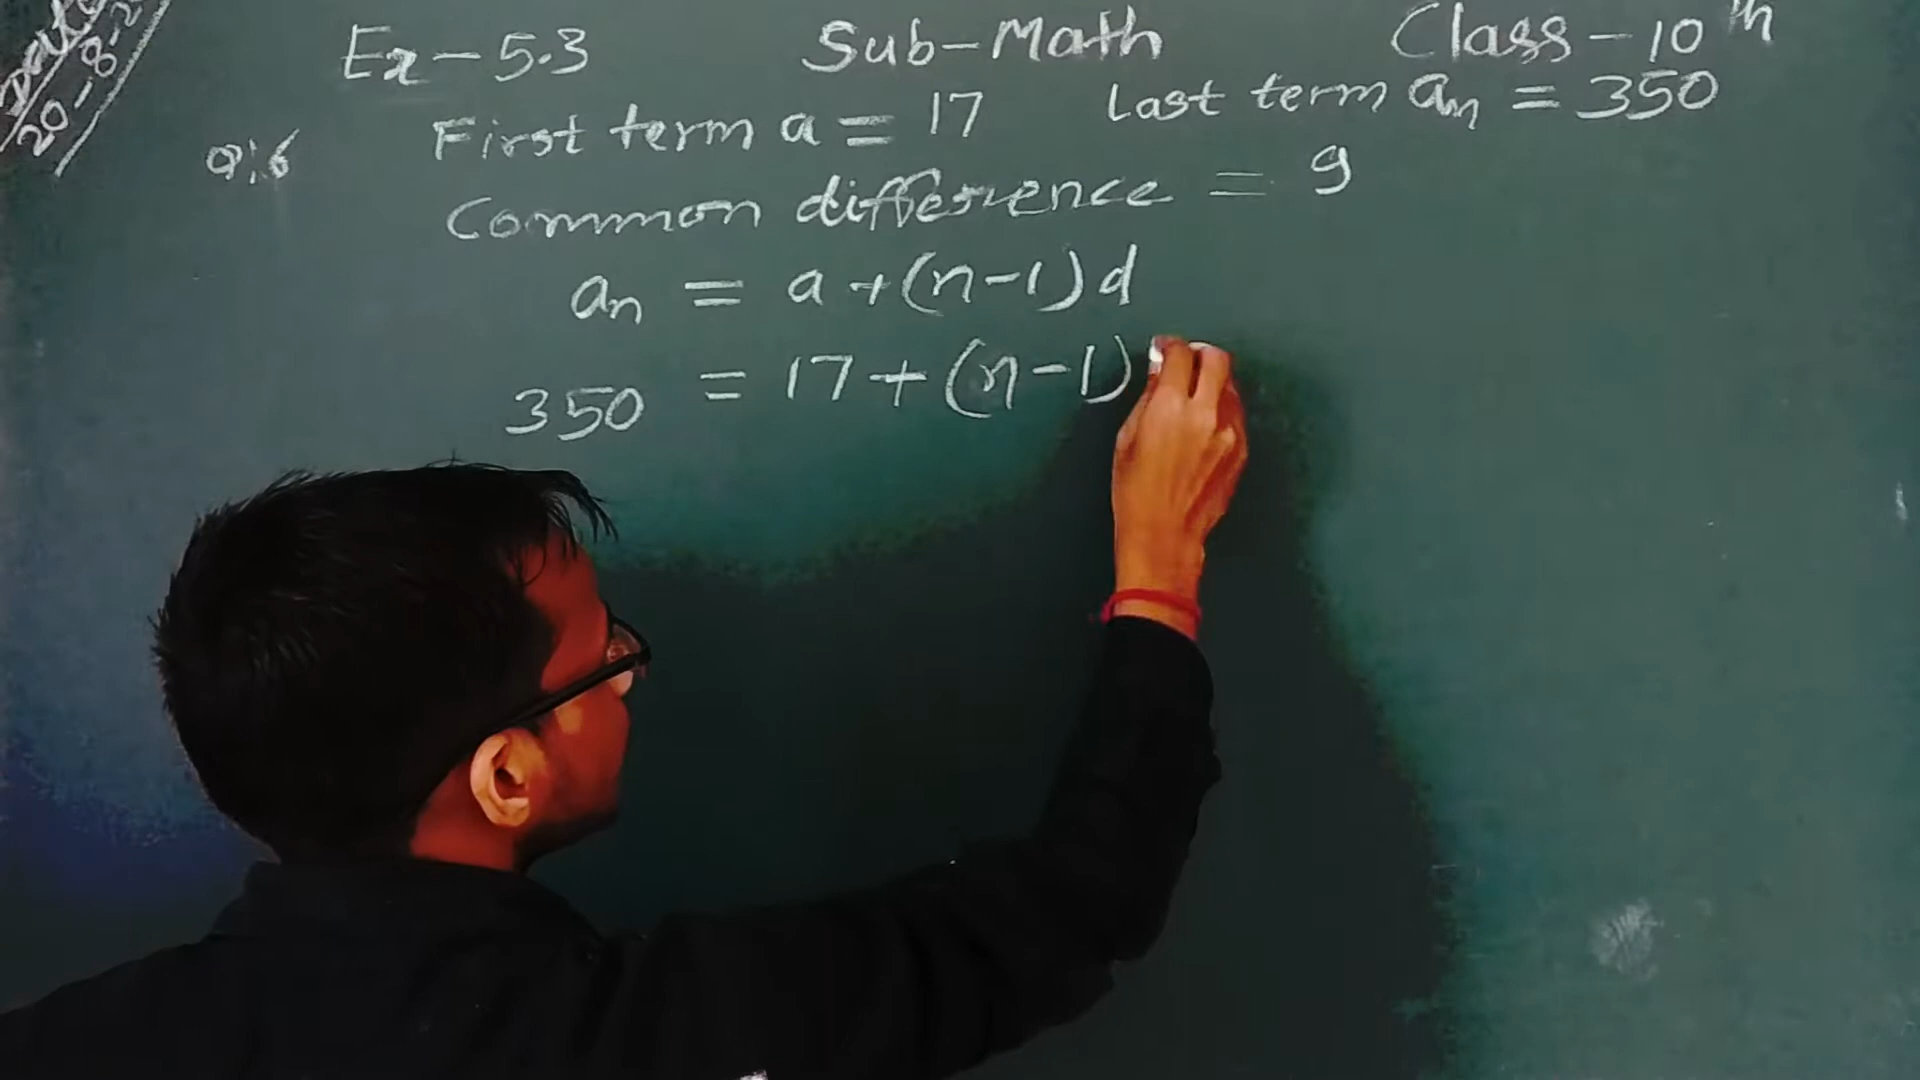 Date
20-8-2
Ex-5.3 Sub-Math Class-10th
Q:6 First term a = 17 Last term an = 350
Common difference = 9
an = a+(n-1)d
350 = 17+(n-1)